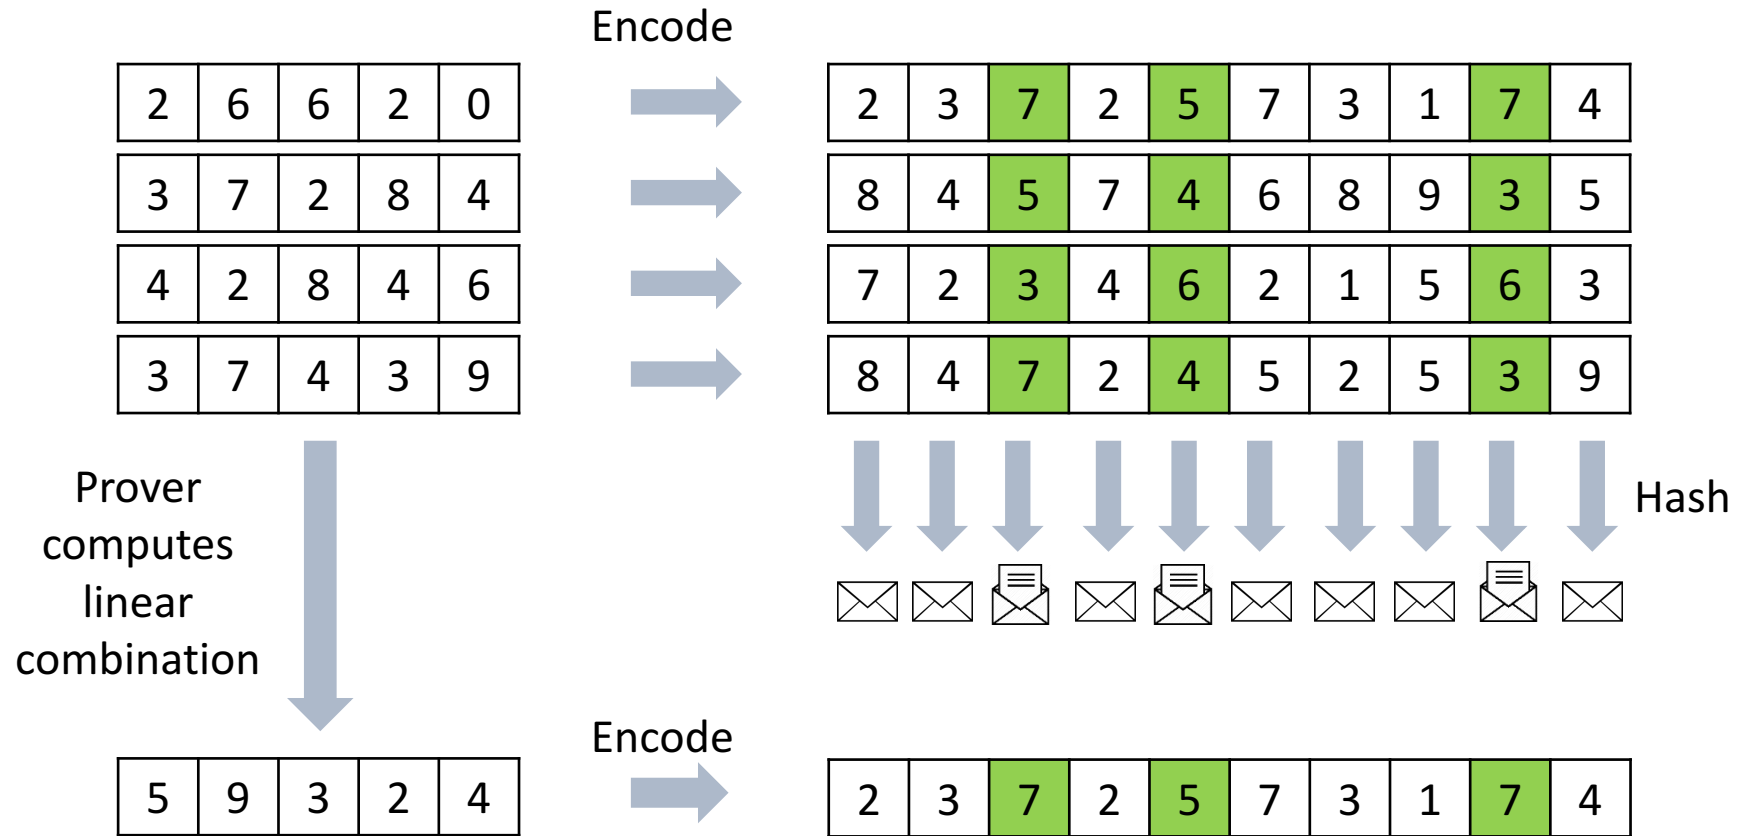 Encode
2 6 6 2 0 2 3 7 2 5 7 3 1 7 4
3 7 2 8 4 8 4 5 7 4 6 8 9 3 5
4 2 8 4 6 7 2 3 4 6 2 1 5 6 3
3 7 4 3 9 8 4 7 2 4 5 2 5 3 9
Prover
computes
linear
combination
Hash
Encode
5 9 3 2 4 2 3 7 2 5 7 3 1 7 4